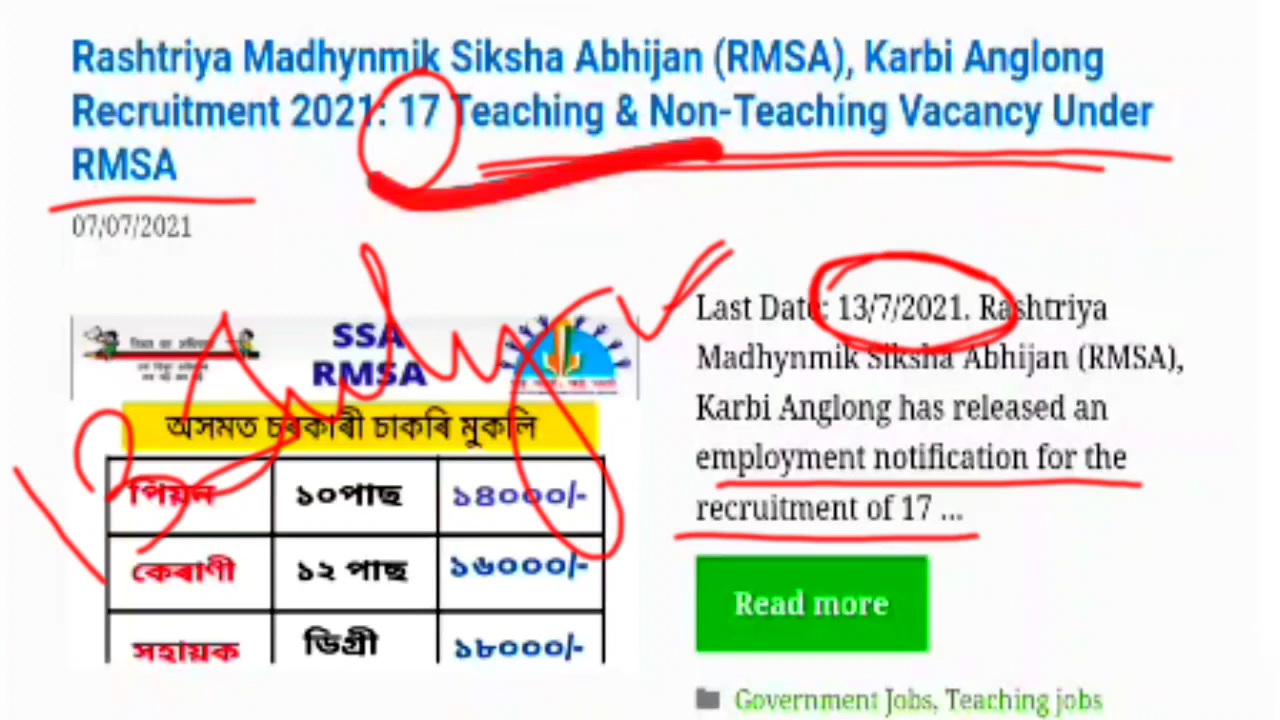 Rashtriya Madhynmik Siksha Abhijan (RMSA), Karbi Anglong
Recruitment 2021: 17 Teaching & Non-Teaching Vacancy Under
RMSA
07/07/2021
SSA
RMSA
অসমত চৰকাৰী চাকৰি মুকলি
পিয়ন ১০পাছ ১৪০০০/-
কেৰাণী ১২ পাছ ১৬০০০/-
সহায়ক ডিগ্ৰী ১৮০০০/-
Last Date: 13/7/2021. Rashtriya
Madhynmik Siksha Abhijan (RMSA),
Karbi Anglong has released an
employment notification for the
recruitment of 17 ...
Read more
Government Jobs, Teaching jobs